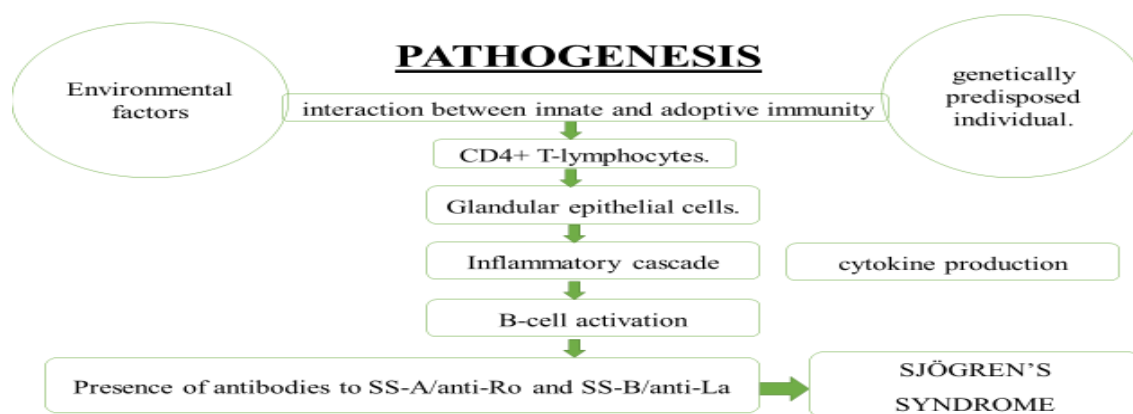 PATHOGENESIS
Environmental
factors
genetically
predisposed
individual.
interaction between innate and adoptive immunity
CD4+ T-lymphocytes.
Glandular epithelial cells.
Inflammatory cascade
cytokine production
B-cell activation
Presence of antibodies to SS-A/anti-Ro and SS-B/anti-La
SJÖGREN’S
SYNDROME